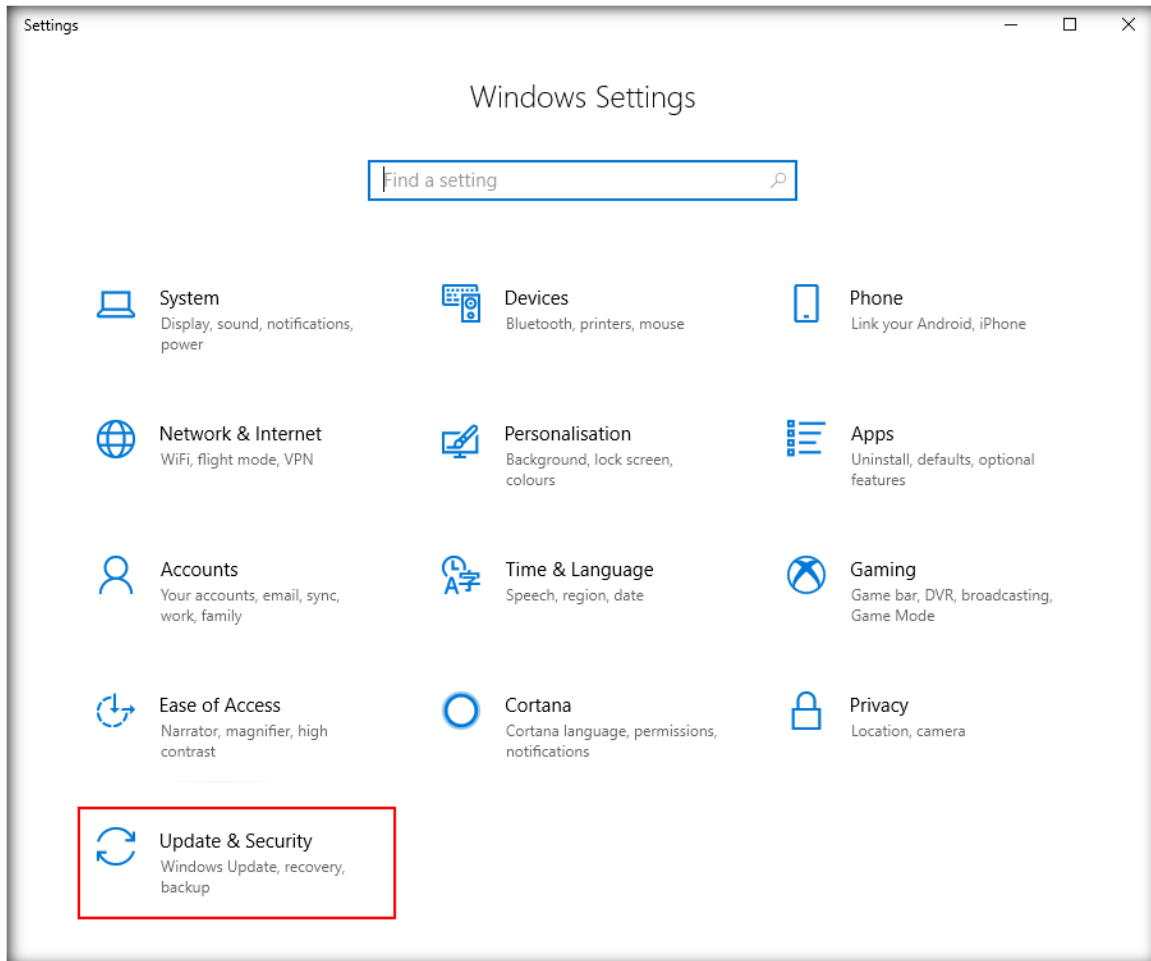 Settings
Windows Settings
Find a setting
System
Display, sound, notifications,
power
Devices
Bluetooth, printers, mouse
Phone
Link your Android, iPhone
Network & Internet
WiFi, flight mode, VPN
Personalisation
Background, lock screen,
colours
Apps
Uninstall, defaults, optional
features
Accounts
Your accounts, email, sync,
work, family
Time & Language
Speech, region, date
Gaming
Game bar, DVR, broadcasting,
Game Mode
Ease of Access
Narrator, magnifier, high
contrast
Cortana
Cortana language, permissions,
notifications
Privacy
Location, camera
Update & Security
Windows Update, recovery,
backup